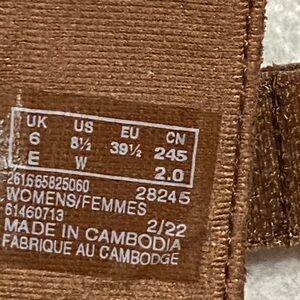 UK US EU CN
6 8½ 39½ 245
E W 2.0
261665825060 28245
WOMENS/FEMMES
61460713 2/22
MADE IN CAMBODIA
FABRIQUE AU CAMBODGE